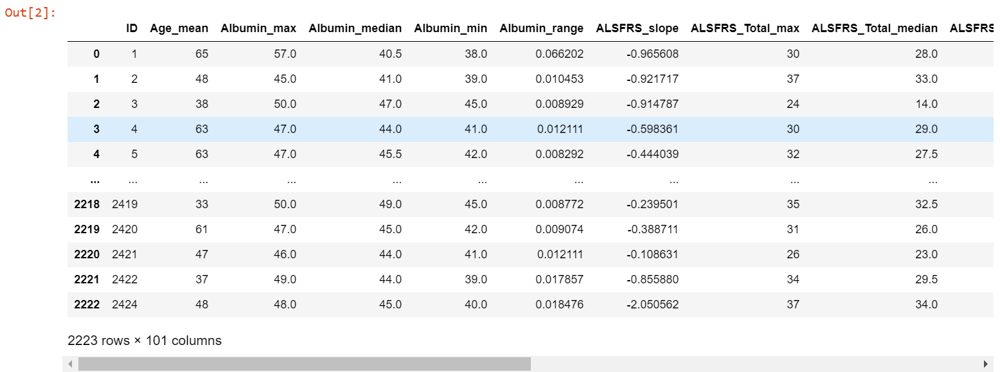 Out[2]:
ID Age_mean Albumin_max Albumin_median Albumin_min Albumin_range ALSFRS_slope ALSFRS_Total_max ALSFRS_Total_median ALSFRS
0 1 65 57.0 40.5 38.0 0.066202 -0.965608 30 28.0
1 2 48 45.0 41.0 39.0 0.010453 -0.921717 37 33.0
2 3 38 50.0 47.0 45.0 0.008929 -0.914787 24 14.0
3 4 63 47.0 44.0 41.0 0.012111 -0.598361 30 29.0
4 5 63 47.0 45.5 42.0 0.008292 -0.444039 32 27.5
... ... ... ... ... ... ... ... ... ...
2218 2419 33 50.0 49.0 45.0 0.008772 -0.239501 35 32.5
2219 2420 61 47.0 45.0 42.0 0.009074 -0.388711 31 26.0
2220 2421 47 46.0 44.0 41.0 0.012111 -0.108631 26 23.0
2221 2422 37 49.0 44.0 39.0 0.017857 -0.855880 34 29.5
2222 2424 48 48.0 45.0 40.0 0.018476 -2.050562 37 34.0
2223 rows × 101 columns